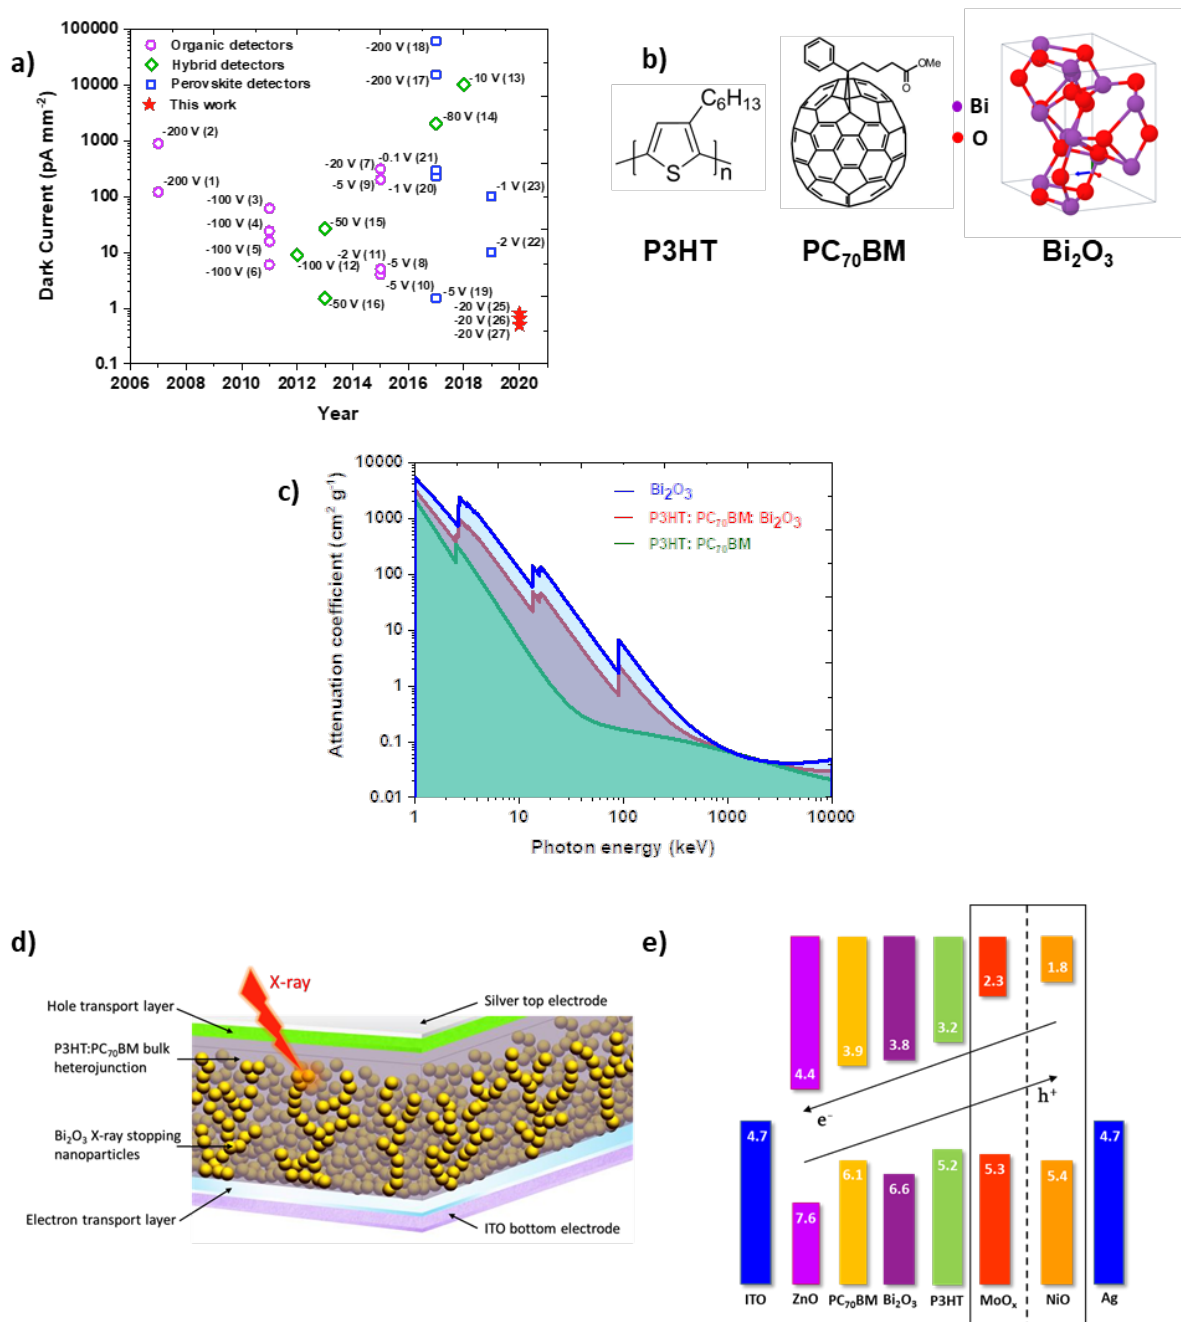 a)
100000
10000
1000
100
10
1
0.1
Dark Current (pA mm⁻²)
2006 2008 2010 2012 2014 2016 2018 2020
Year
Organic detectors
Hybrid detectors
Perovskite detectors
This work
-200 V (18)
-200 V (17)
-10 V (13)
-80 V (14)
-200 V (2)
-200 V (1)
-20 V (7)
-0.1 V (21)
-5 V (9)
-1 V (20)
-1 V (23)
-100 V (3)
-100 V (4)
-100 V (5)
-100 V (6)
-50 V (15)
-2 V (11)
-100 V (12)
-5 V (8)
-5 V (10)
-2 V (22)
-50 V (16)
-5 V (19)
-20 V (25)
-20 V (26)
-20 V (27)
b)
C₆H₁₃
S
n
P3HT
OMe
O
PC₇₀BM
Bi
O
Bi₂O₃
c)
10000
1000
100
10
1
0.1
0.01
Attenuation coefficient (cm² g⁻¹)
1 10 100 1000 10000
Photon energy (keV)
Bi₂O₃
P3HT: PC₇₀BM: Bi₂O₃
P3HT: PC₇₀BM
d)
X-ray
Hole transport layer
Silver top electrode
P3HT:PC₇₀BM bulk
heterojunction
Bi₂O₃ X-ray stopping
nanoparticles
Electron transport layer
ITO bottom electrode
e)
4.4
3.9
3.8
3.2
2.3
1.8
e⁻
h⁺
4.7
7.6
6.1
6.6
5.2
5.3
5.4
4.7
ITO ZnO PC₇₀BM Bi₂O₃ P3HT MoOₓ NiO Ag